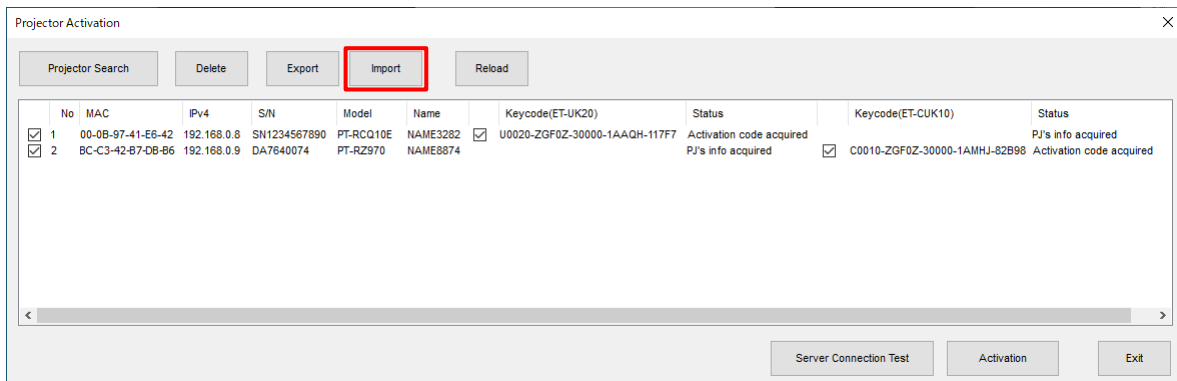 Projector Activation
Projector Search Delete Export Import Reload
No MAC IPv4 S/N Model Name Keycode(ET-UK20) Status Keycode(ET-CUK10) Status
1 00-0B-97-41-E6-42 192.168.0.8 SN1234567890 PT-RCQ10E NAME3282 U0020-ZGF0Z-30000-1AAQH-117F7 Activation code acquired PJ's info acquired
2 BC-C3-42-B7-DB-B6 192.168.0.9 DA7640074 PT-RZ970 NAME8874 PJ's info acquired C0010-ZGF0Z-30000-1AMHJ-82B98 Activation code acquired
Server Connection Test Activation Exit